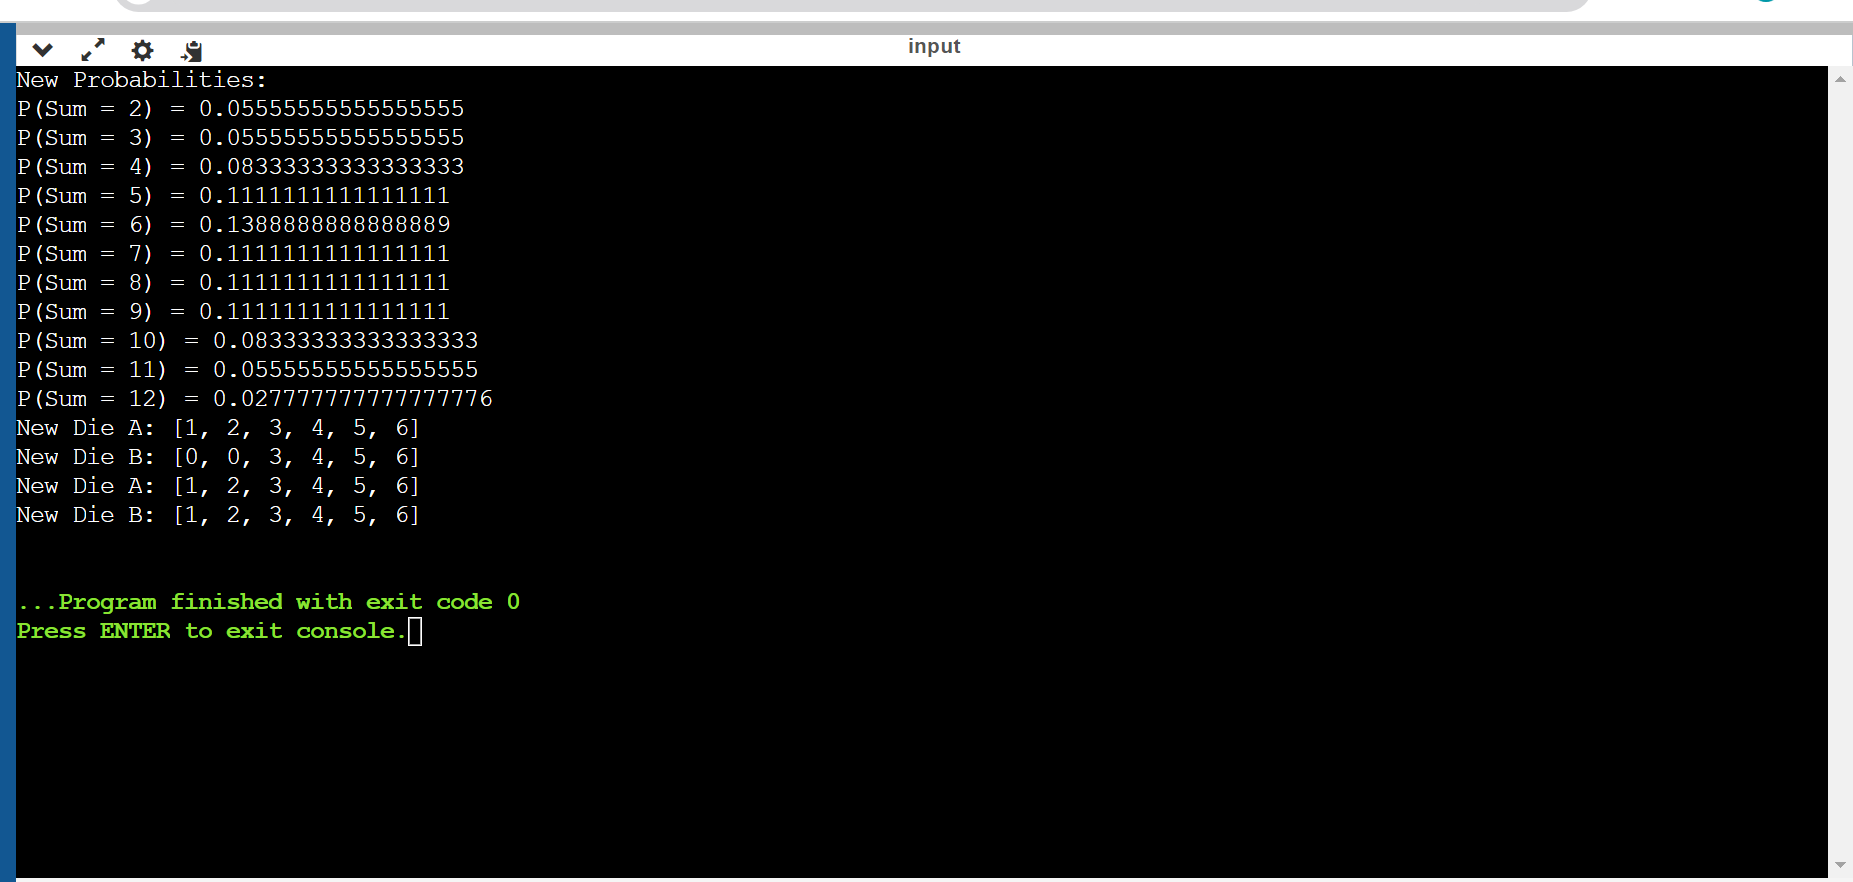 input
New Probabilities:
P(Sum = 2) = 0.05555555555555555
P(Sum = 3) = 0.05555555555555555
P(Sum = 4) = 0.08333333333333333
P(Sum = 5) = 0.1111111111111111
P(Sum = 6) = 0.1388888888888889
P(Sum = 7) = 0.1111111111111111
P(Sum = 8) = 0.1111111111111111
P(Sum = 9) = 0.1111111111111111
P(Sum = 10) = 0.08333333333333333
P(Sum = 11) = 0.05555555555555555
P(Sum = 12) = 0.027777777777777776
New Die A: [1, 2, 3, 4, 5, 6]
New Die B: [0, 0, 3, 4, 5, 6]
New Die A: [1, 2, 3, 4, 5, 6]
New Die B: [1, 2, 3, 4, 5, 6]
...Program finished with exit code 0
Press ENTER to exit console.